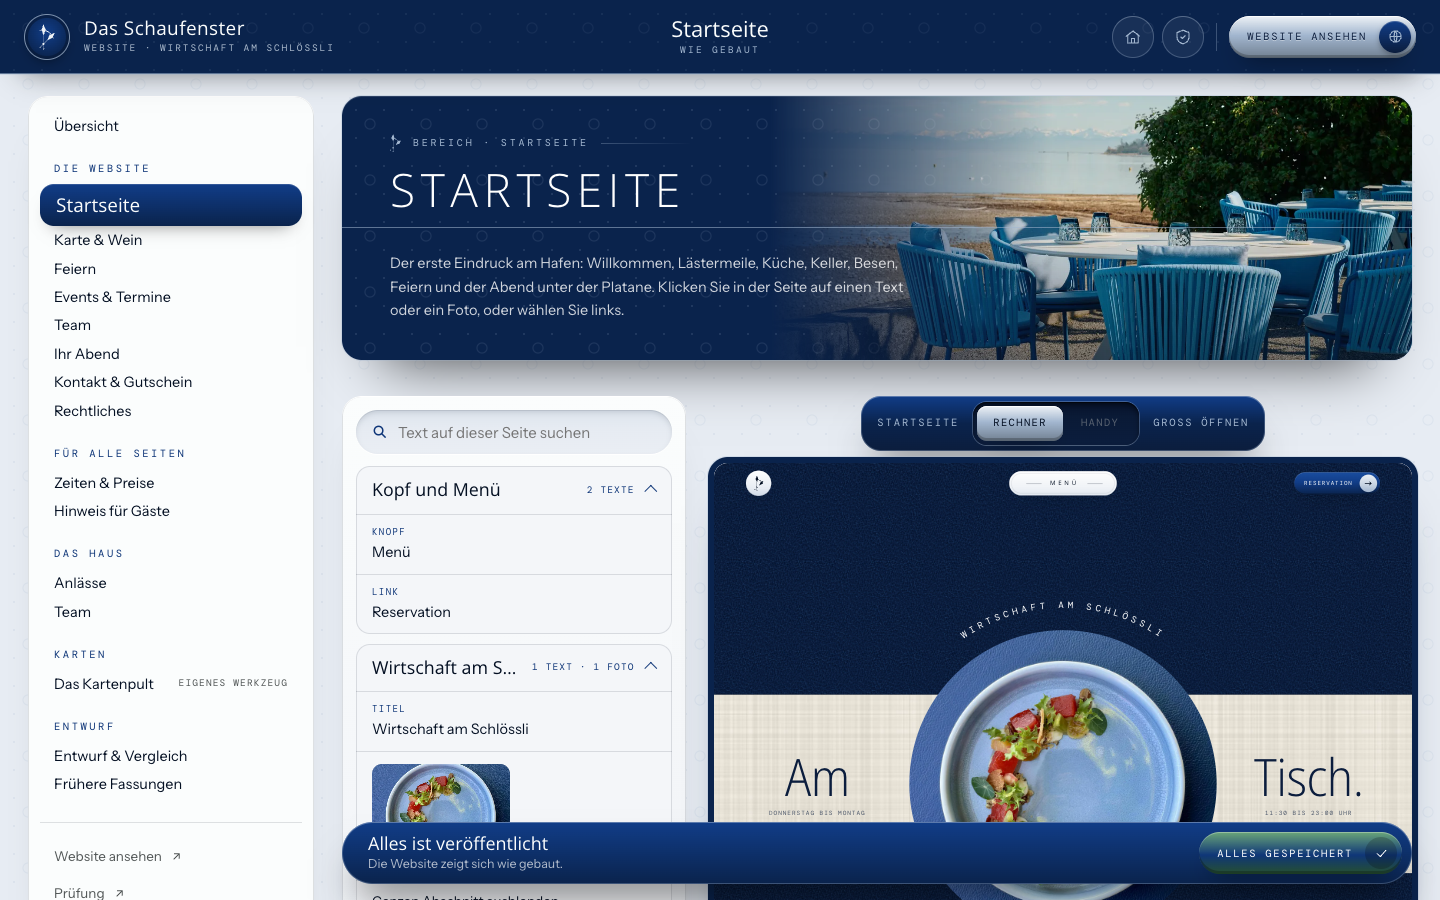 Das Schaufenster
WEBSITE · WIRTSCHAFT AM SCHLÖSSLI
Startseite
WIE GEBAUT
WEBSITE ANSEHEN
Übersicht
DIE WEBSITE
Startseite
Karte & Wein
Feiern
Events & Termine
Team
Ihr Abend
Kontakt & Gutschein
Rechtliches
FÜR ALLE SEITEN
Zeiten & Preise
Hinweis für Gäste
DAS HAUS
Anlässe
Team
KARTEN
Das Kartenpult EIGENES WERKZEUG
ENTWURF
Entwurf & Vergleich
Frühere Fassungen
Website ansehen
Prüfung
BEREICH · STARTSEITE
STARTSEITE
Der erste Eindruck am Hafen: Willkommen, Lästermeile, Küche, Keller, Besen,
Feiern und der Abend unter der Platane. Klicken Sie in der Seite auf einen Text
oder ein Foto, oder wählen Sie links.
Text auf dieser Seite suchen
Kopf und Menü 2 TEXTE
KNOPF
Menü
LINK
Reservation
Wirtschaft am S... 1 TEXT · 1 FOTO
TITEL
Wirtschaft am Schlössli
STARTSEITE RECHNER HANDY GROSS ÖFFNEN
MENÜ
RESERVATION
WIRTSCHAFT AM SCHLÖSSLI
Am Tisch.
DONNERSTAG BIS MONTAG 11:30 BIS 23:00 UHR
Alles ist veröffentlicht
Die Website zeigt sich wie gebaut.
ALLES GESPEICHERT